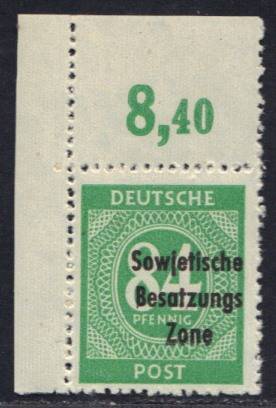 8,40
DEUTSCHE
84
PFENNIG
Sowjetische
Besatzungs
Zone
POST